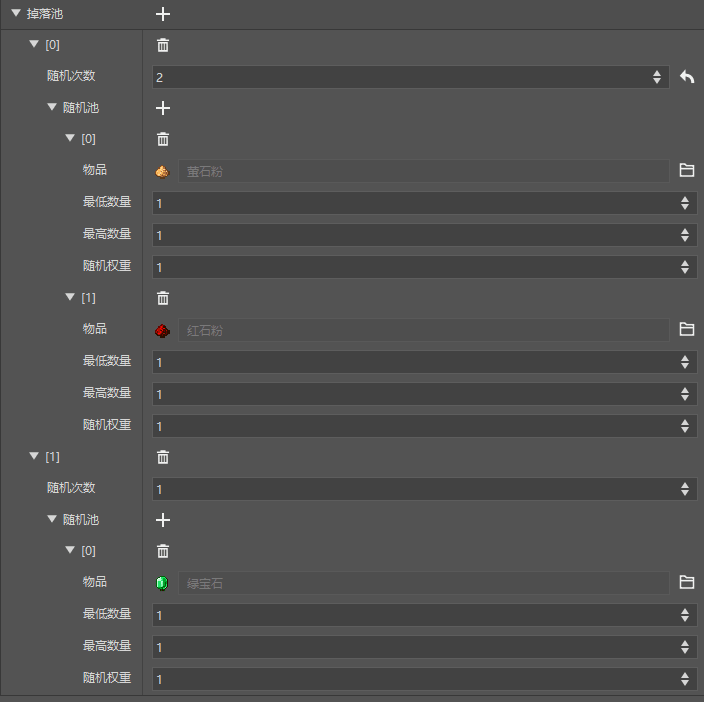 掉落池
[0]
随机次数 2
随机池
[0]
物品 萤石粉
最低数量 1
最高数量 1
随机权重 1
[1]
物品 红石粉
最低数量 1
最高数量 1
随机权重 1
[1]
随机次数 1
随机池
[0]
物品 绿宝石
最低数量 1
最高数量 1
随机权重 1